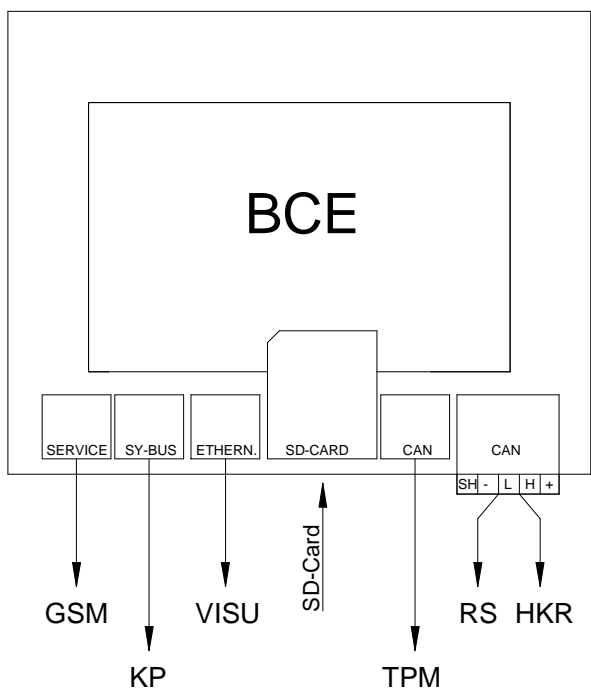 BCE
SERVICE SY-BUS ETHERN. SD-CARD CAN CAN
SH - L H +
SD-Card
GSM VISU RS HKR
KP TPM